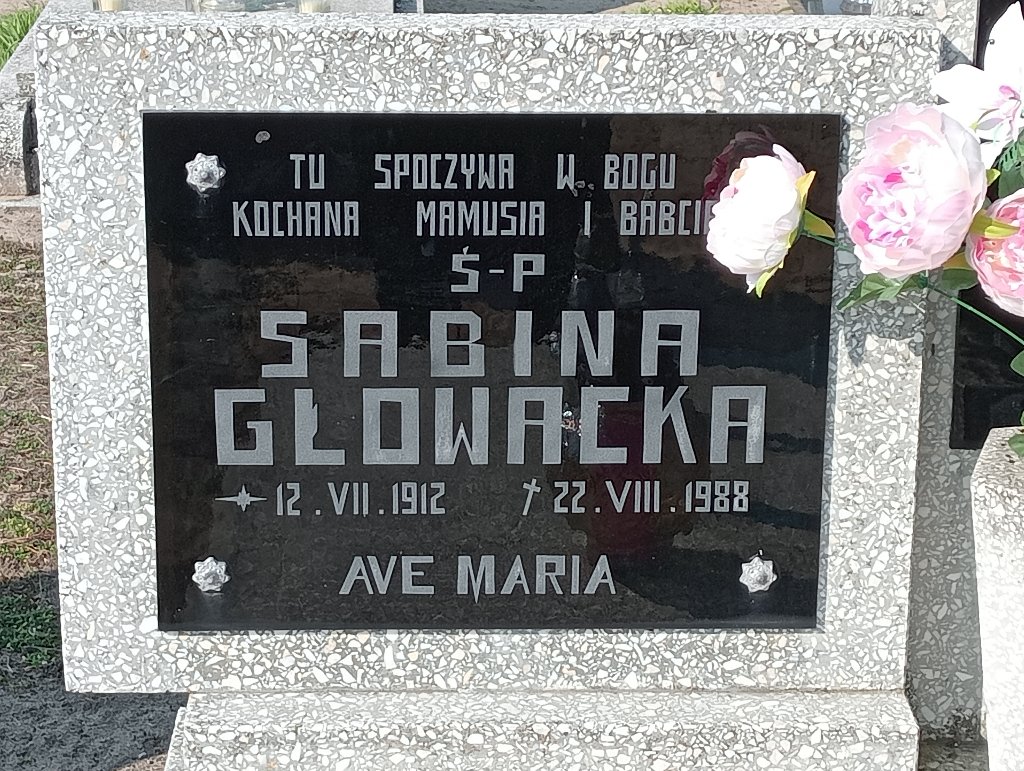 TU SPOCZYWA W. BOGU
KOCHANA MAMUSIA I BABCIA
Ś-P
SABINA
GŁOWACKA
12.VII.1912 † 22.VIII.1988
AVE MARIA